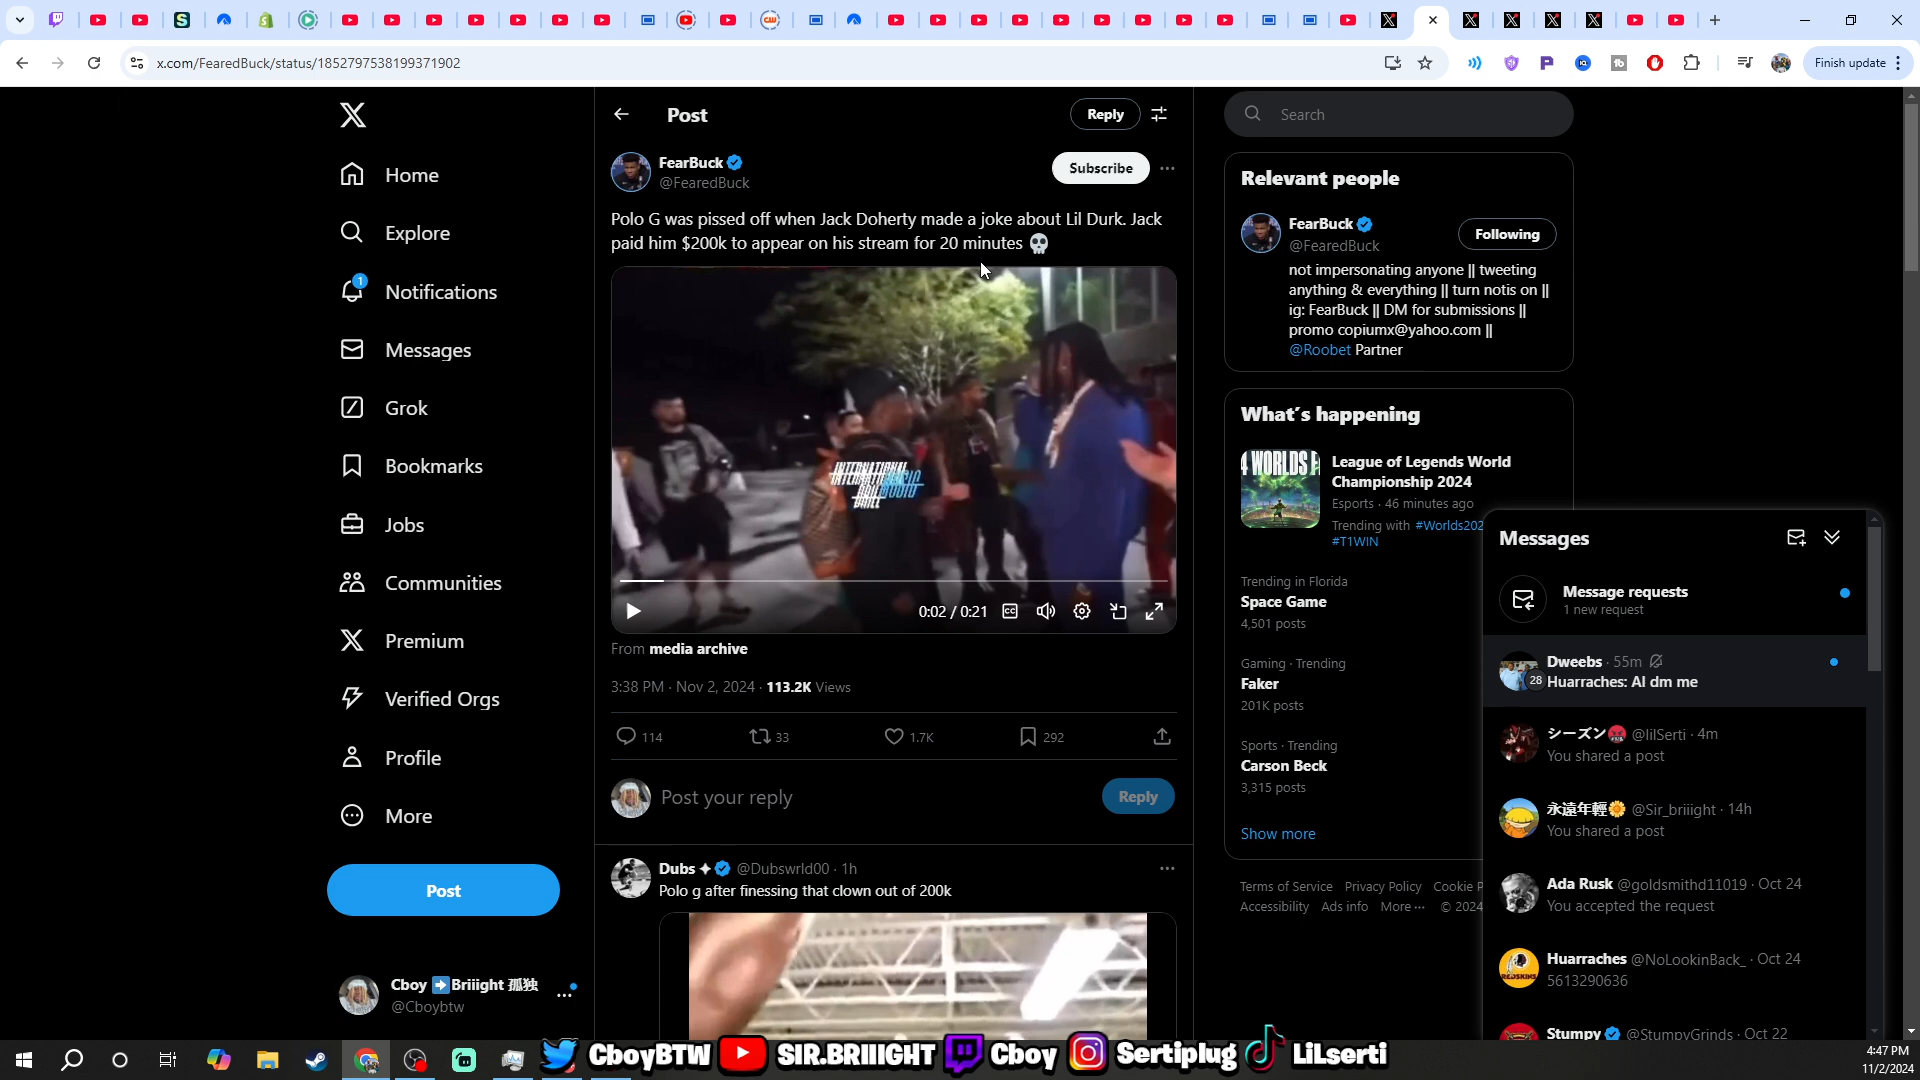 x.com/FearedBuck/status/1852797538199371902
Finish update
Home
Explore
1
Notifications
Messages
Grok
Bookmarks
Jobs
Communities
Premium
Verified Orgs
Profile
More
Post
Cboy ➡️Briiight 孤独
@Cboybtw
Post
Reply
FearBuck
@FearedBuck
Subscribe
Polo G was pissed off when Jack Doherty made a joke about Lil Durk. Jack
paid him $200k to appear on his stream for 20 minutes 💀
0:02 / 0:21
From media archive
3:38 PM · Nov 2, 2024 · 113.2K Views
114
33
1.7K
292
Post your reply
Reply
Dubs ✦ @Dubswrld00 · 1h
Polo g after finessing that clown out of 200k
Search
Relevant people
FearBuck
@FearedBuck
Following
not impersonating anyone || tweeting
anything & everything || turn notis on ||
ig: FearBuck || DM for submissions ||
promo copiumx@yahoo.com ||
@Roobet Partner
What's happening
WORLDS
League of Legends World
Championship 2024
Esports · 46 minutes ago
Trending with #Worlds202
#T1WIN
Trending in Florida
Space Game
4,501 posts
Gaming · Trending
Faker
201K posts
Sports · Trending
Carson Beck
3,315 posts
Show more
Terms of Service Privacy Policy Cookie P
Accessibility Ads info More ··· © 2024
Messages
Message requests
1 new request
Dweebs · 55m
28
Huarraches: Al dm me
シーズン😡 @lilSerti · 4m
You shared a post
永遠年輕🌼 @Sir_briiight · 14h
You shared a post
Ada Rusk @goldsmithd11019 · Oct 24
You accepted the request
Huarraches @NoLookinBack_ · Oct 24
5613290636
Stumpy @StumpyGrinds · Oct 22
CboyBTW
SIR.BRIIIGHT
Cboy
Sertiplug
LiLserti
4:47 PM
11/2/2024